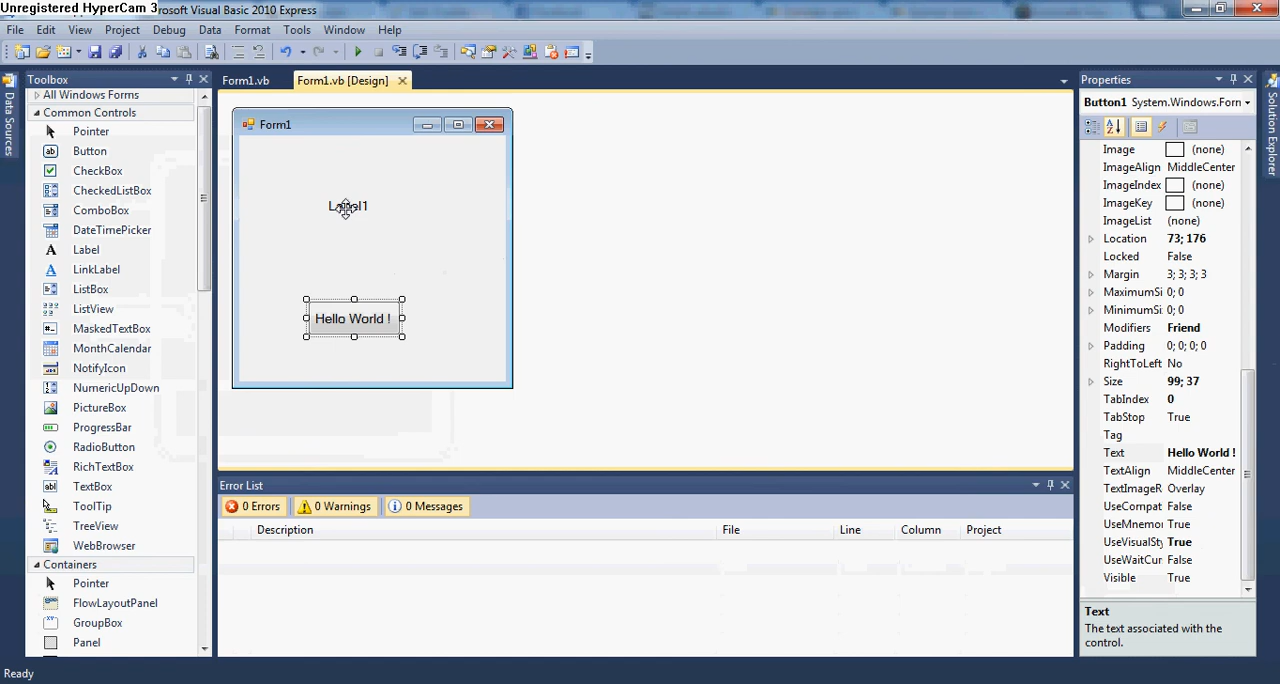 Unregistered HyperCam 3
rosoft Visual Basic 2010 Express
File Edit View Project Debug Data Format Tools Window Help
Toolbox
Form1.vb
Form1.vb [Design]
Properties
Data Sources
Solution Explorer
All Windows Forms
Common Controls
Pointer
Button
CheckBox
CheckedListBox
ComboBox
DateTimePicker
Label
LinkLabel
ListBox
ListView
MaskedTextBox
MonthCalendar
NotifyIcon
NumericUpDown
PictureBox
ProgressBar
RadioButton
RichTextBox
TextBox
ToolTip
TreeView
WebBrowser
Containers
Pointer
FlowLayoutPanel
GroupBox
Panel
Form1
Label1
Hello World !
Error List
0 Errors
0 Warnings
0 Messages
Description File Line Column Project
Button1 System.Windows.Forn
Image (none)
ImageAlign MiddleCenter
ImageIndex (none)
ImageKey (none)
ImageList (none)
Location 73; 176
Locked False
Margin 3; 3; 3; 3
MaximumSi 0; 0
MinimumSi 0; 0
Modifiers Friend
Padding 0; 0; 0; 0
RightToLeft No
Size 99; 37
TabIndex 0
TabStop True
Tag
Text Hello World !
TextAlign MiddleCenter
TextImageR Overlay
UseCompat False
UseMnemor True
UseVisualSty True
UseWaitCur False
Visible True
Text
The text associated with the
control.
Ready